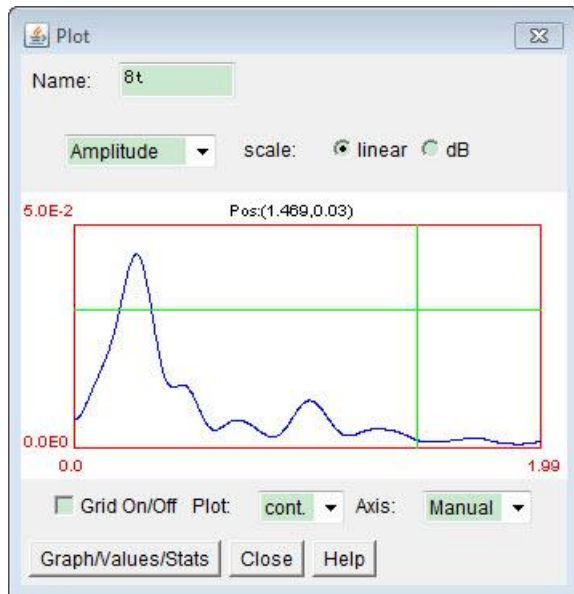 Plot
Name: 8t
Amplitude scale: linear dB
5.0E-2 Pos:(1.469,0.03)
0.0E0
0.0 1.99
Grid On/Off Plot: cont. Axis: Manual
Graph/Values/Stats Close Help